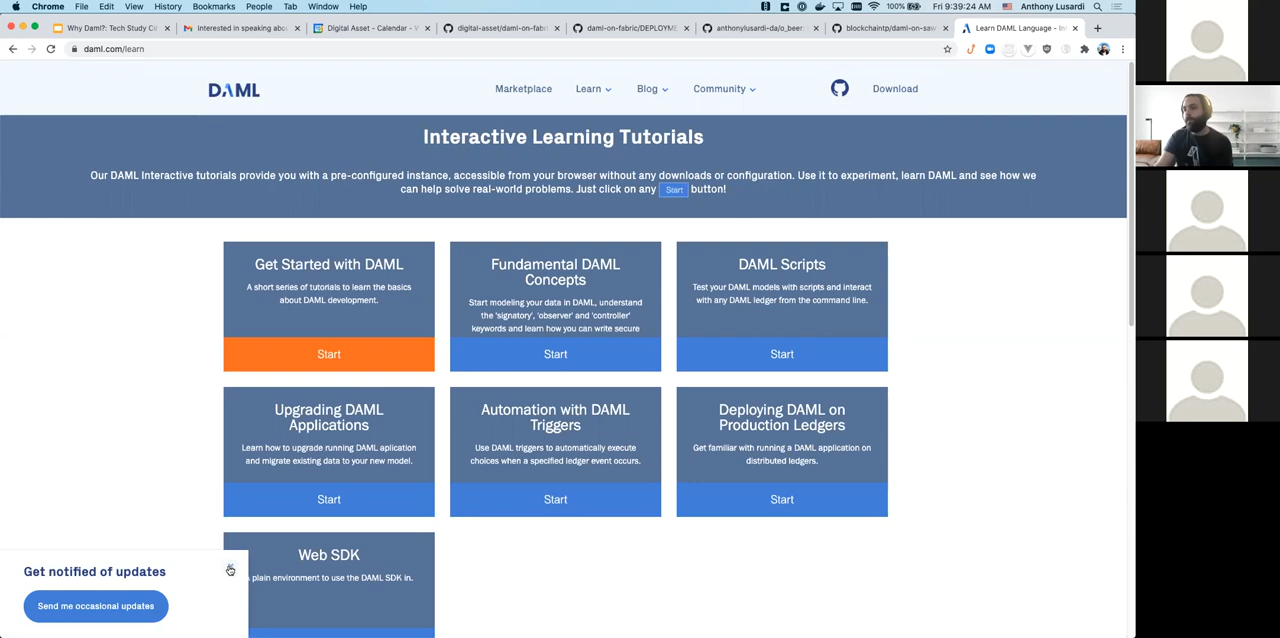 Chrome File Edit View History Bookmarks People Tab Window Help
100% Fri 9:39:24 AM Anthony Lusardi
Why Daml?: Tech Study Ci
Interested in speaking abou
Digital Asset - Calendar - W
digital-asset/daml-on-fabri
daml-on-fabric/DEPLOYME
anthonylusardi-da/o_beer:
blockchaintp/daml-on-saw
Learn DAML Language - In
daml.com/learn
DAML
Marketplace Learn Blog Community Download
Interactive Learning Tutorials
Our DAML Interactive tutorials provide you with a pre-configured instance, accessible from your browser without any downloads or configuration. Use it to experiment, learn DAML and see how we
can help solve real-world problems. Just click on any Start button!
Get Started with DAML
A short series of tutorials to learn the basics
about DAML development.
Start
Fundamental DAML
Concepts
Start modeling your data in DAML, understand
the 'signatory', 'observer' and 'controller'
keywords and learn how you can write secure
Start
DAML Scripts
Test your DAML models with scripts and interact
with any DAML ledger from the command line.
Start
Upgrading DAML
Applications
Learn how to upgrade running DAML aplication
and migrate existing data to your new model.
Start
Automation with DAML
Triggers
Use DAML triggers to automatically execute
choices when a specified ledger event occurs.
Start
Deploying DAML on
Production Ledgers
Get familiar with running a DAML application on
distributed ledgers.
Start
Web SDK
plain environment to use the DAML SDK in.
Get notified of updates
Send me occasional updates